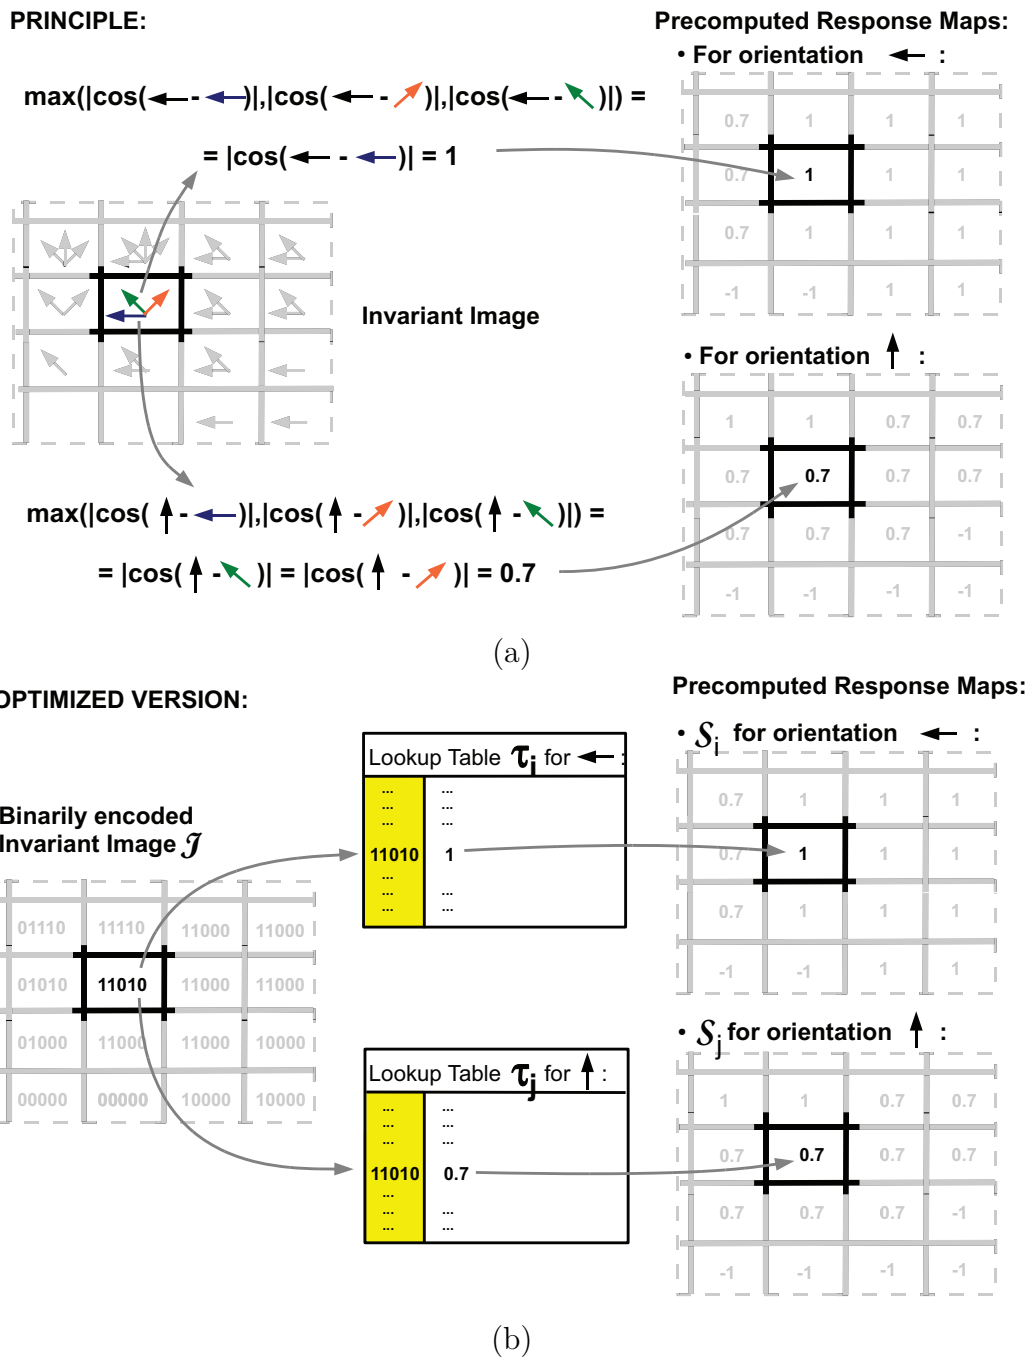 PRINCIPLE:
Precomputed Response Maps:
• For orientation ← :
max(|cos(← - ←)|,|cos(← - ↗)|,|cos(← - ↖)|) =
= |cos(← - ←)| = 1
0.7 1 1 1
0.7 1 1 1
0.7 1 1 1
-1 -1 1 1
Invariant Image
• For orientation ↑ :
1 1 0.7 0.7
0.7 0.7 0.7 0.7
0.7 0.7 0.7 -1
-1 -1 -1 -1
max(|cos(↑ - ←)|,|cos(↑ - ↗)|,|cos(↑ - ↖)|) =
= |cos(↑ - ↖)| = |cos(↑ - ↗)| = 0.7
(a)
OPTIMIZED VERSION:
Precomputed Response Maps:
• S_i for orientation ← :
Lookup Table τ_i for ← :
...  ...
...  ...
...  ...
11010 1
...
...  ...
...  ...
Binarily encoded
Invariant Image 𝒥
01110 11110 11000 11000
01010 11010 11000 11000
01000 11000 11000 10000
00000 00000 10000 10000
0.7 1 1 1
0.7 1 1 1
0.7 1 1 1
-1 -1 1 1
• S_j for orientation ↑ :
Lookup Table τ_j for ↑ :
...  ...
...  ...
...  ...
11010 0.7
...
...  ...
...  ...
1 1 0.7 0.7
0.7 0.7 0.7 0.7
0.7 0.7 0.7 -1
-1 -1 -1 -1
(b)